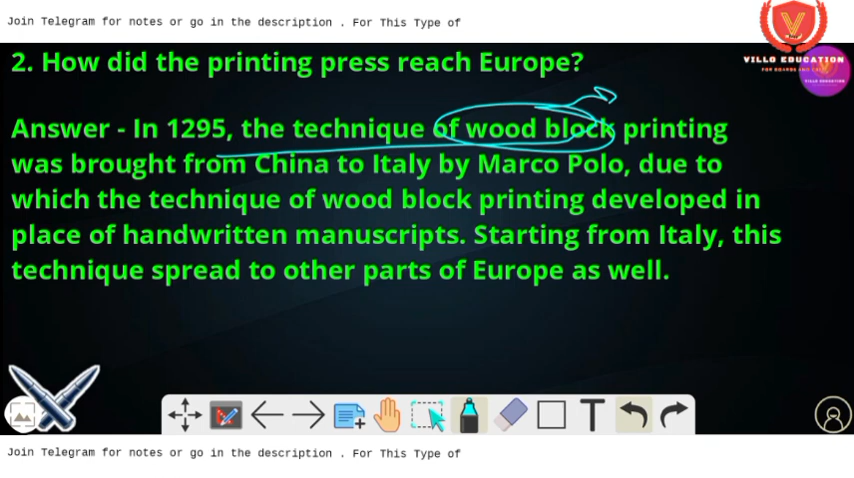 Join Telegram for notes or go in the description . For This Type of
VILLO EDUCATION
2. How did the printing press reach Europe?
Answer - In 1295, the technique of wood block printing
was brought from China to Italy by Marco Polo, due to
which the technique of wood block printing developed in
place of handwritten manuscripts. Starting from Italy, this
technique spread to other parts of Europe as well.
Join Telegram for notes or go in the description . For This Type of